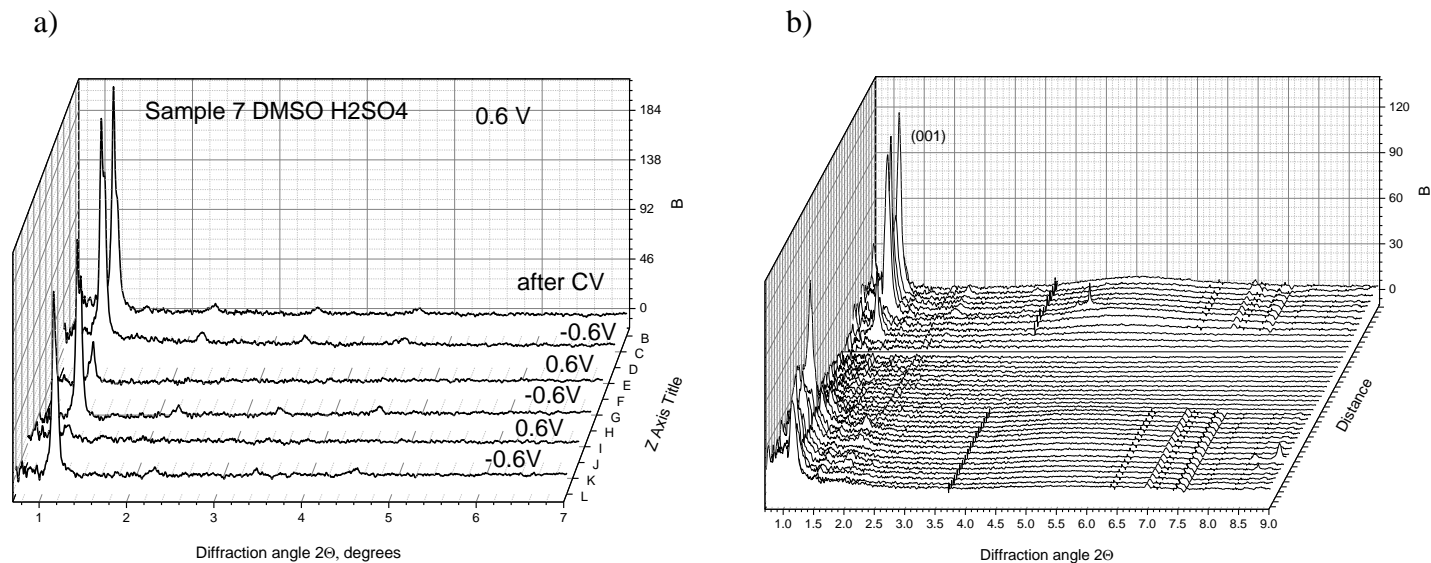 a)
b)
Sample 7 DMSO H2SO4
0.6 V
184
138
92
46
0
B
after CV
-0.6V
0.6V
-0.6V
0.6V
-0.6V
B
C
D
E
F
G
H
I
J
K
L
Z Axis Title
1
2
3
4
5
6
7
Diffraction angle 2Θ, degrees
(001)
120
90
60
30
0
B
Distance
1.0
1.5
2.0
2.5
3.0
3.5
4.0
4.5
5.0
5.5
6.0
6.5
7.0
7.5
8.0
8.5
9.0
Diffraction angle 2Θ